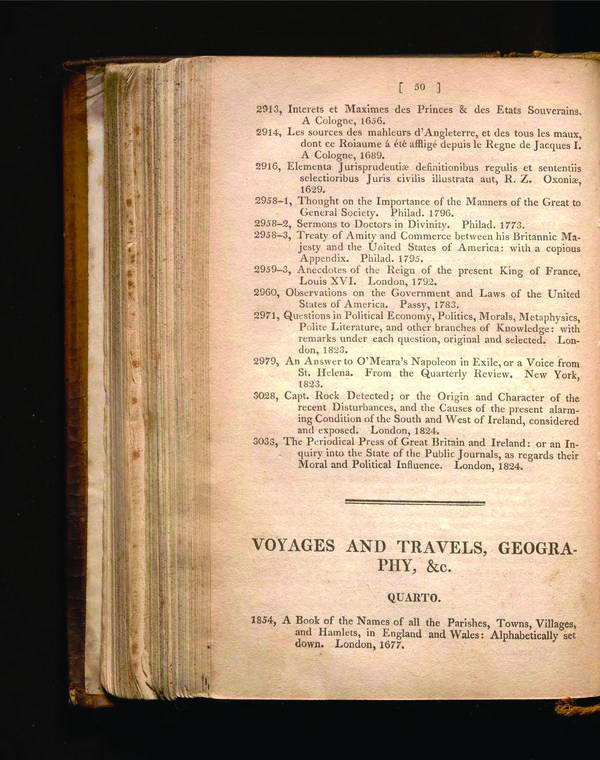 [ 50 ]
2913, Interets et Maximes des Princes & des Etats Souverains.
A Cologne, 1656.
2914, Les sources des mahleurs d'Angleterre, et des tous les maux,
dont ce Roiaume á été affligé depuis le Regne de Jacques I.
A Cologne, 1689.
2916, Elementa Jurisprudentiæ definitionibus regulis et sententiis
selectioribus Juris civilis illustrata aut, R. Z. Oxoniæ,
1629.
2958-1, Thought on the Importance of the Manners of the Great to
General Society. Philad. 1796.
2958-2, Sermons to Doctors in Divinity. Philad. 1773.
2958-3, Treaty of Amity and Commerce between his Britannic Ma-
jesty and the United States of America: with a copious
Appendix. Philad. 1795.
2959-3, Anecdotes of the Reign of the present King of France,
Louis XVI. London, 1792.
2960, Observations on the Government and Laws of the United
States of America. Passy, 1783.
2971, Questions in Political Economy, Politics, Morals, Metaphysics,
Polite Literature, and other branches of Knowledge: with
remarks under each question, original and selected. Lon-
don, 1823.
2979, An Answer to O'Meara's Napoleon in Exile, or a Voice from
St. Helena. From the Quarterly Review. New York,
1823.
3028, Capt. Rock Detected; or the Origin and Character of the
recent Disturbances, and the Causes of the present alarm-
ing Condition of the South and West of Ireland, considered
and exposed. London, 1824.
3033, The Periodical Press of Great Britain and Ireland: or an In-
quiry into the State of the Public Journals, as regards their
Moral and Political Influence. London, 1824.
VOYAGES AND TRAVELS, GEOGRA-
PHY, &c.
QUARTO.
1854, A Book of the Names of all the Parishes, Towns, Villages,
and Hamlets, in England and Wales: Alphabetically set
down. London, 1677.